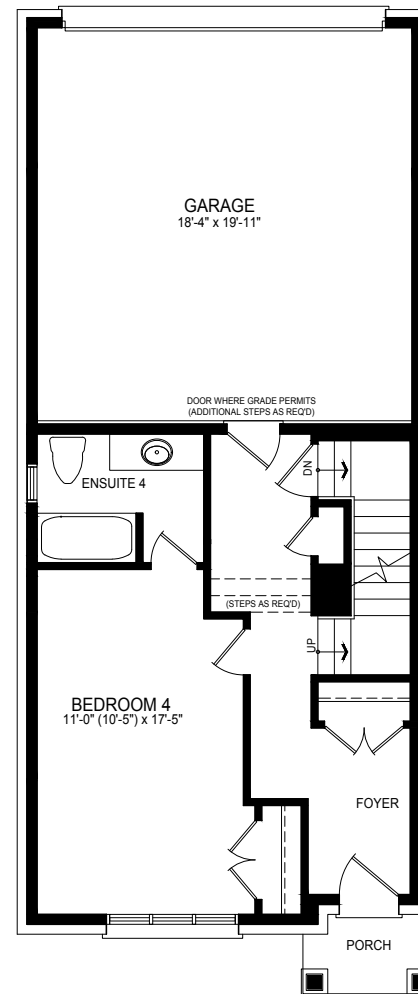 GARAGE
18'-4" x 19'-11"
DOOR WHERE GRADE PERMITS
(ADDITIONAL STEPS AS REQ'D)
ENSUITE 4
DN
(STEPS AS REQ'D)
UP
BEDROOM 4
11'-0" (10'-5") x 17'-5"
FOYER
PORCH